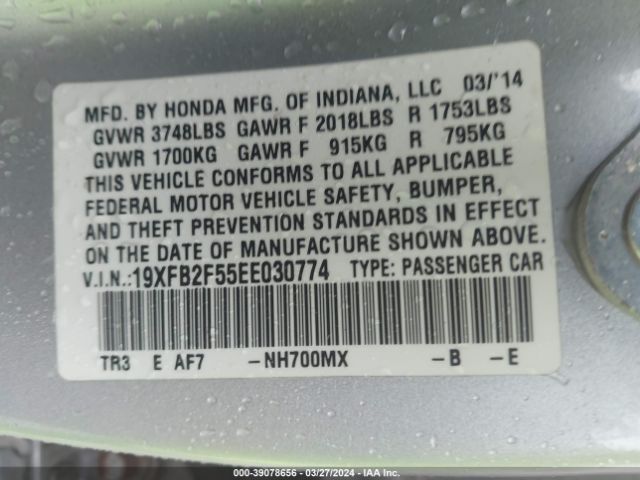 MFD. BY HONDA MFG. OF INDIANA, LLC 03/'14
GVWR 3748LBS GAWR F 2018LBS R 1753LBS
GVWR 1700KG GAWR F 915KG R 795KG
THIS VEHICLE CONFORMS TO ALL APPLICABLE
FEDERAL MOTOR VEHICLE SAFETY, BUMPER,
AND THEFT PREVENTION STANDARDS IN EFFECT
ON THE DATE OF MANUFACTURE SHOWN ABOVE.
V.I.N.:19XFB2F55EE030774 TYPE: PASSENGER CAR
TR3 E AF7 -NH700MX -B -E
000-39078656 - 03/27/2024 - IAA Inc.